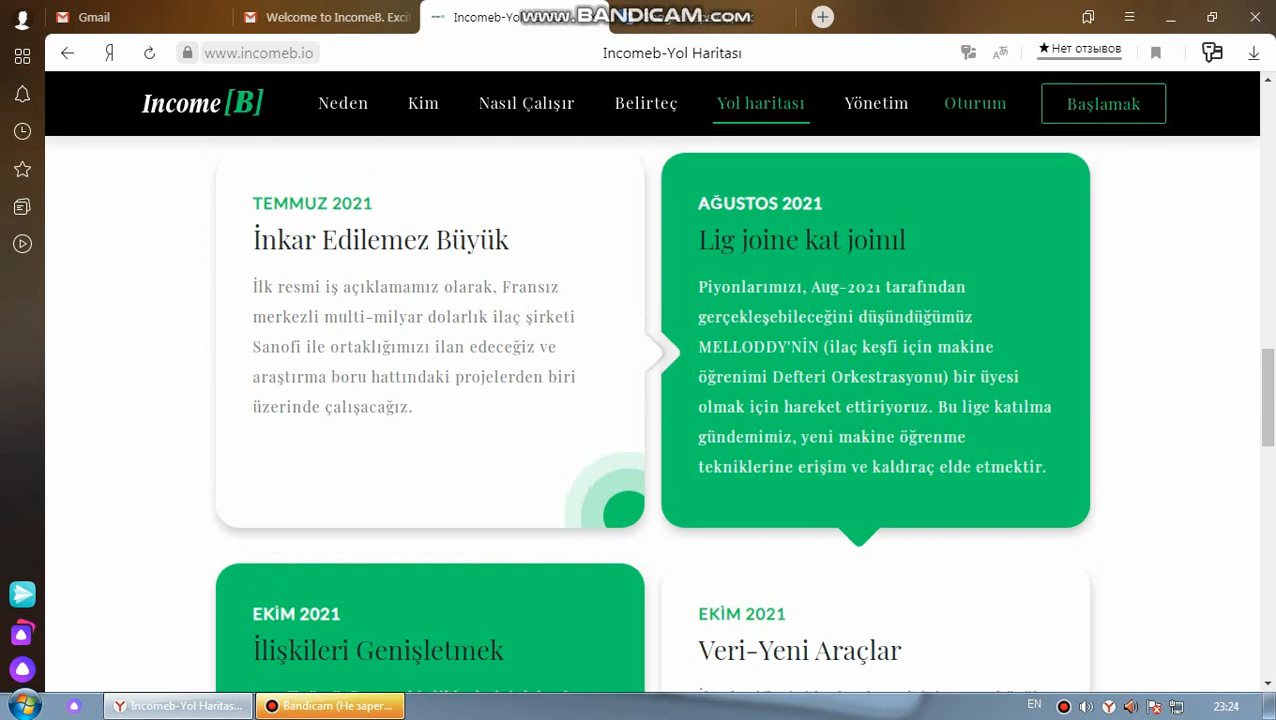 Gmail
Welcome to IncomeB. Exci
Incomeb-Yol
www.BANDICAM.com
www.incomeb.io
Incomeb-Yol Haritası
Нет отзывов
Income [B]
Neden
Kim
Nasıl Çalışır
Belirteç
Yol haritası
Yönetim
Oturum
Başlamak
TEMMUZ 2021
İnkar Edilemez Büyük
İlk resmi iş açıklamamız olarak, Fransız
merkezli multi-milyar dolarlık ilaç şirketi
Sanofi ile ortaklığımızı ilan edeceğiz ve
araştırma boru hattındaki projelerden biri
üzerinde çalışacağız.
AĞUSTOS 2021
Lig joine kat joinıl
Piyonlarımızı, Aug-2021 tarafından
gerçekleşebileceğini düşündüğümüz
MELLODDY'NİN (ilaç keşfi için makine
öğrenimi Defteri Orkestrasyonu) bir üyesi
olmak için hareket ettiriyoruz. Bu lige katılma
gündemimiz, yeni makine öğrenme
tekniklerine erişim ve kaldıraç elde etmektir.
EKİM 2021
İlişkileri Genişletmek
EKİM 2021
Veri-Yeni Araçlar
Incomeb-Yol Haritas...
Bandicam (Не запер...
EN
23:24